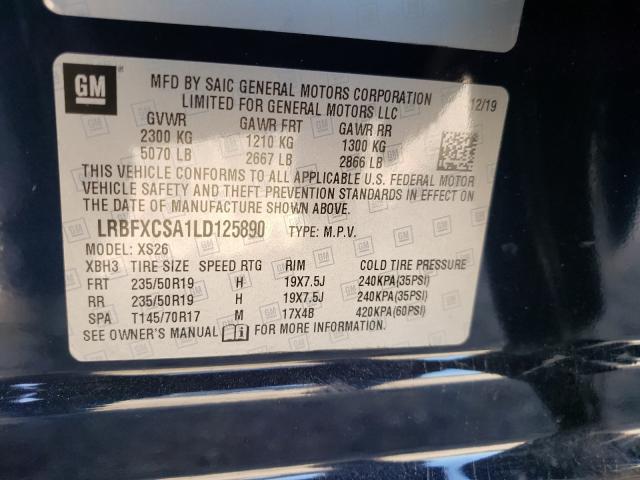 GM
MFD BY SAIC GENERAL MOTORS CORPORATION
LIMITED FOR GENERAL MOTORS LLC
12/19
GVWR GAWR FRT GAWR RR
2300 KG 1210 KG 1300 KG
5070 LB 2667 LB 2866 LB
THIS VEHICLE CONFORMS TO ALL APPLICABLE U.S. FEDERAL MOTOR
VEHICLE SAFETY AND THEFT PREVENTION STANDARDS IN EFFECT ON
THE DATE OF MANUFACTURE SHOWN ABOVE.
LRBFXCSA1LD125890 TYPE: M.P.V.
MODEL: XS26
XBH3 TIRE SIZE SPEED RTG RIM COLD TIRE PRESSURE
FRT 235/50R19 H 19X7.5J 240KPA(35PSI)
RR 235/50R19 H 19X7.5J 240KPA(35PSI)
SPA T145/70R17 M 17X4B 420KPA(60PSI)
SEE OWNER'S MANUAL FOR MORE INFORMATION